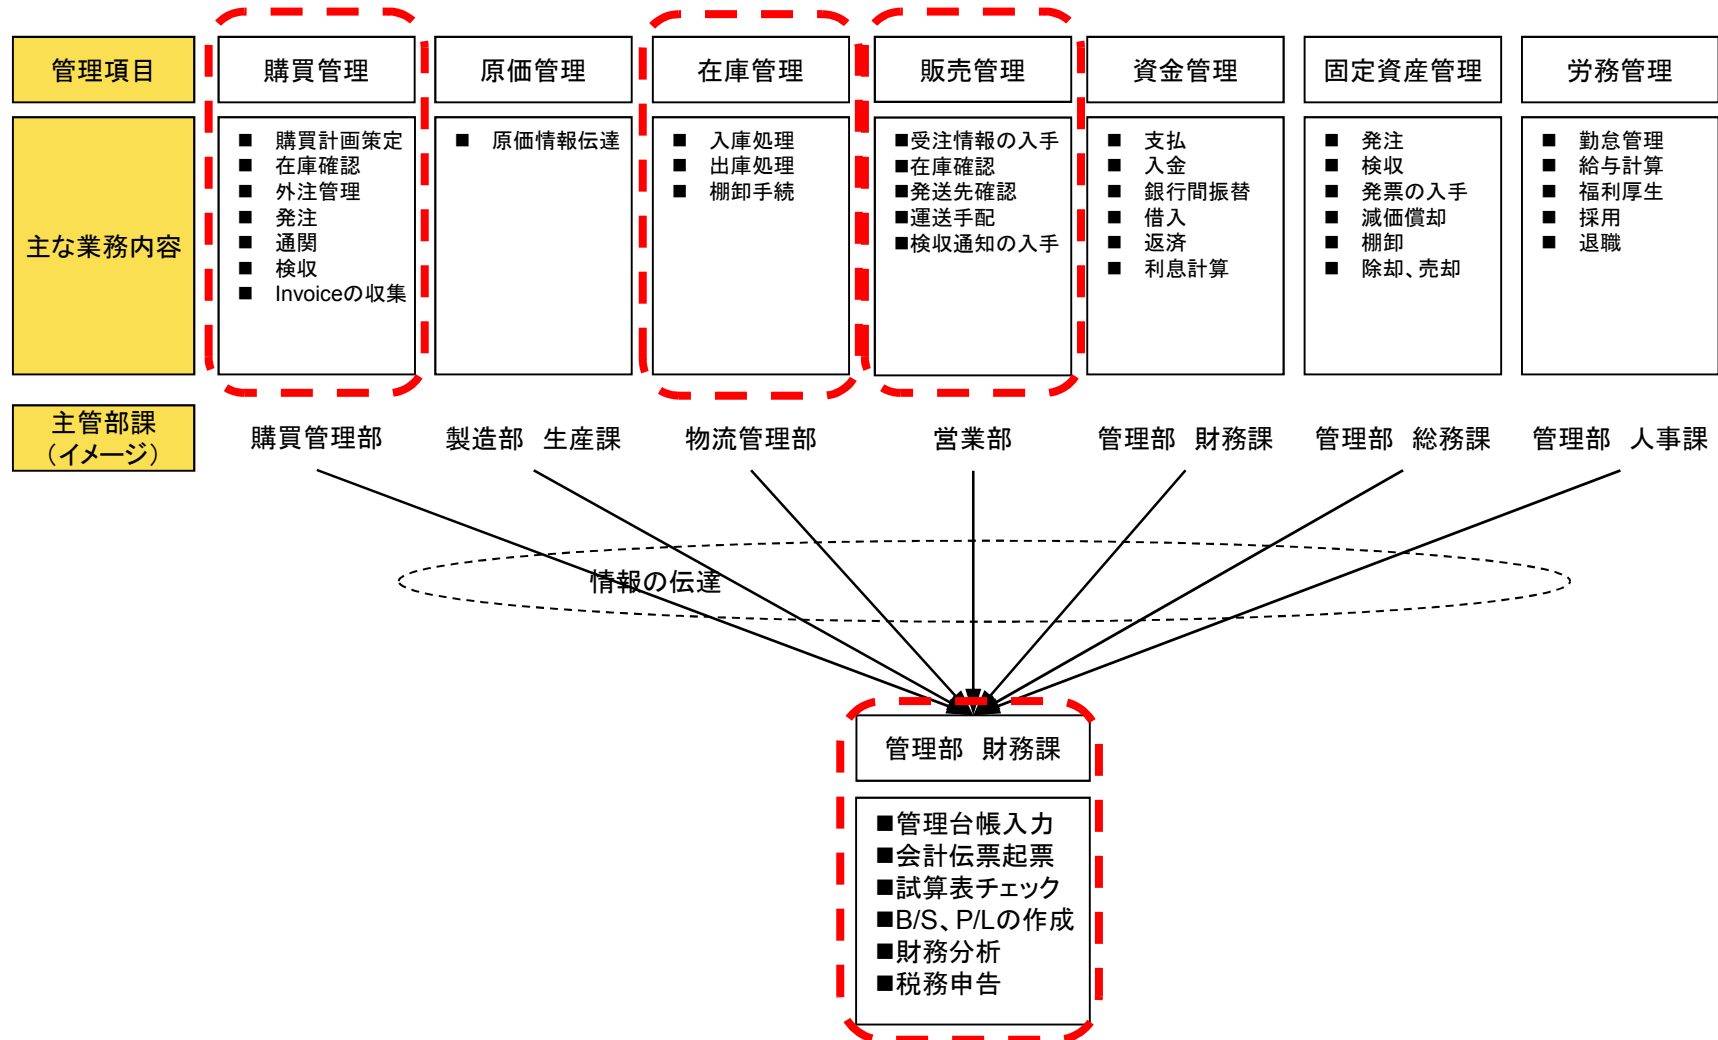 管理項目
購買管理
原価管理
在庫管理
販売管理
資金管理
固定資産管理
労務管理
主な業務内容
■ 購買計画策定
■ 在庫確認
■ 外注管理
■ 発注
■ 通関
■ 検収
■ Invoiceの収集
■ 原価情報伝達
■ 入庫処理
■ 出庫処理
■ 棚卸手続
■受注情報の入手
■在庫確認
■発送先確認
■運送手配
■検収通知の入手
■ 支払
■ 入金
■ 銀行間振替
■ 借入
■ 返済
■ 利息計算
■ 発注
■ 検収
■ 発票の入手
■ 減価償却
■ 棚卸
■ 除却、売却
■ 勤怠管理
■ 給与計算
■ 福利厚生
■ 採用
■ 退職
主管部課
（イメージ）
購買管理部
製造部　生産課
物流管理部
営業部
管理部　財務課
管理部　総務課
管理部　人事課
情報の伝達
管理部　財務課
■管理台帳入力
■会計伝票起票
■試算表チェック
■B/S、P/Lの作成
■財務分析
■税務申告